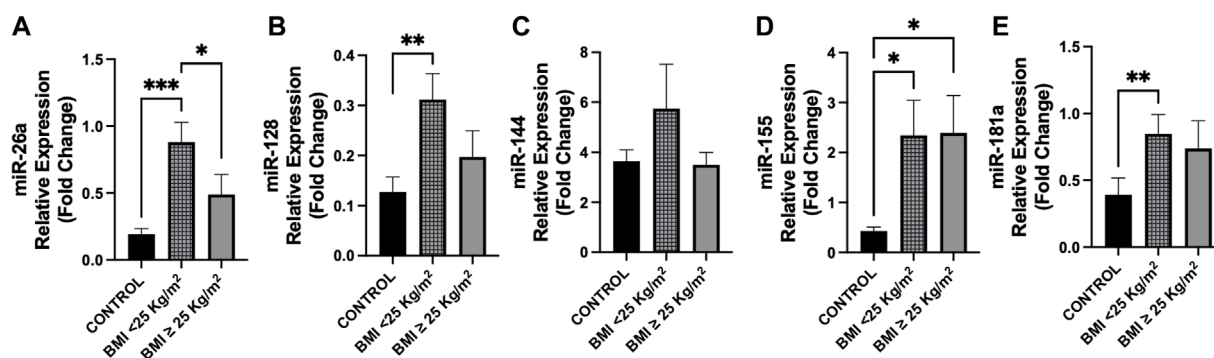 A
miR-26a
Relative Expression
(Fold Change)
1.5
1.0
0.5
0.0
***
*
CONTROL
BMI <25 Kg/m²
BMI ≥ 25 Kg/m²
B
miR-128
Relative Expression
(Fold Change)
0.4
0.3
0.2
0.1
0.0
**
CONTROL
BMI <25 Kg/m²
BMI ≥ 25 Kg/m²
C
miR-144
Relative Expression
(Fold Change)
8
6
4
2
0
CONTROL
BMI <25 Kg/m²
BMI ≥ 25 Kg/m²
D
miR-155
Relative Expression
(Fold Change)
4
3
2
1
0
*
*
CONTROL
BMI <25 Kg/m²
BMI ≥ 25 Kg/m²
E
miR-181a
Relative Expression
(Fold Change)
1.5
1.0
0.5
0.0
**
CONTROL
BMI <25 Kg/m²
BMI ≥ 25 Kg/m²